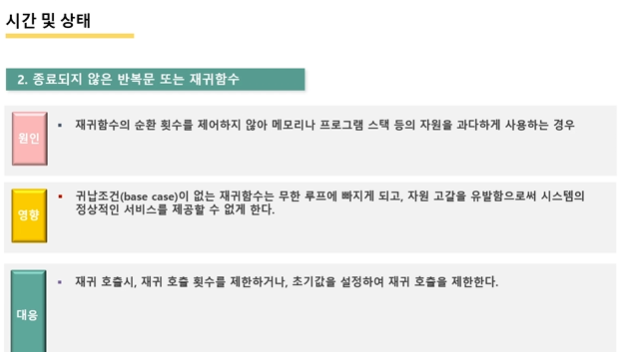 시간 및 상태
2. 종료되지 않은 반복문 또는 재귀함수
원인
▪ 재귀함수의 순환 횟수를 제어하지 않아 메모리나 프로그램 스택 등의 자원을 과다하게 사용하는 경우
영향
▪ 귀납조건(base case)이 없는 재귀함수는 무한 루프에 빠지게 되고, 자원 고갈을 유발함으로써 시스템의
정상적인 서비스를 제공할 수 없게 한다.
대응
▪ 재귀 호출시, 재귀 호출 횟수를 제한하거나, 초기값을 설정하여 재귀 호출을 제한한다.